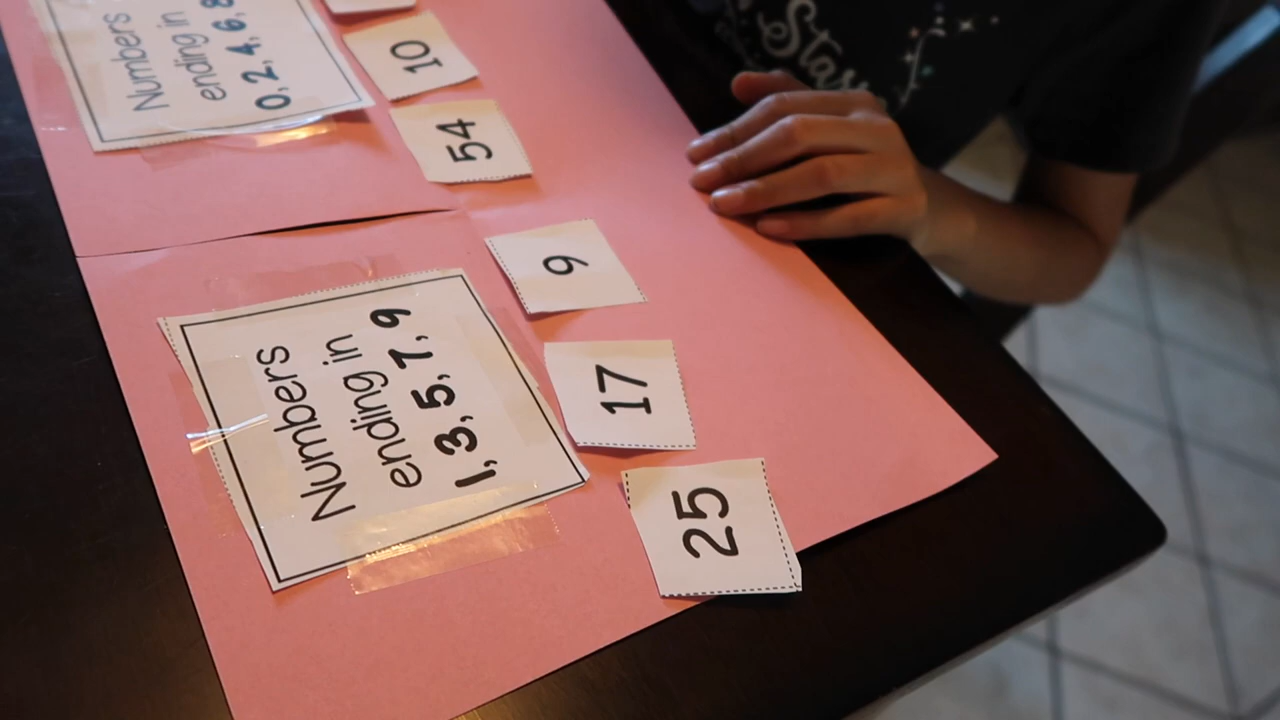 Numbers
ending in
0, 2, 4, 6, 8
10
54
Numbers
ending in
1, 3, 5, 7, 9
9
17
25